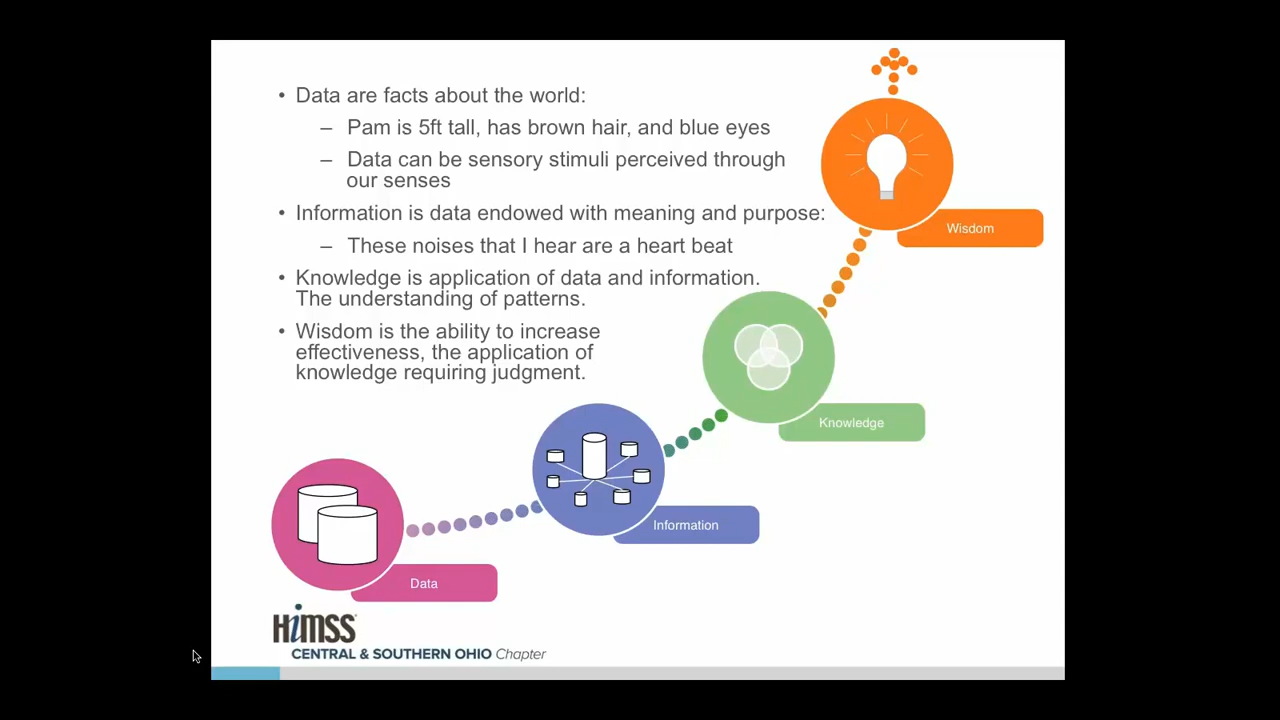 • Data are facts about the world:
– Pam is 5ft tall, has brown hair, and blue eyes
– Data can be sensory stimuli perceived through
our senses
• Information is data endowed with meaning and purpose:
– These noises that I hear are a heart beat
• Knowledge is application of data and information.
The understanding of patterns.
• Wisdom is the ability to increase
effectiveness, the application of
knowledge requiring judgment.
Wisdom
Knowledge
Information
Data
HiMSS
CENTRAL & SOUTHERN OHIO Chapter